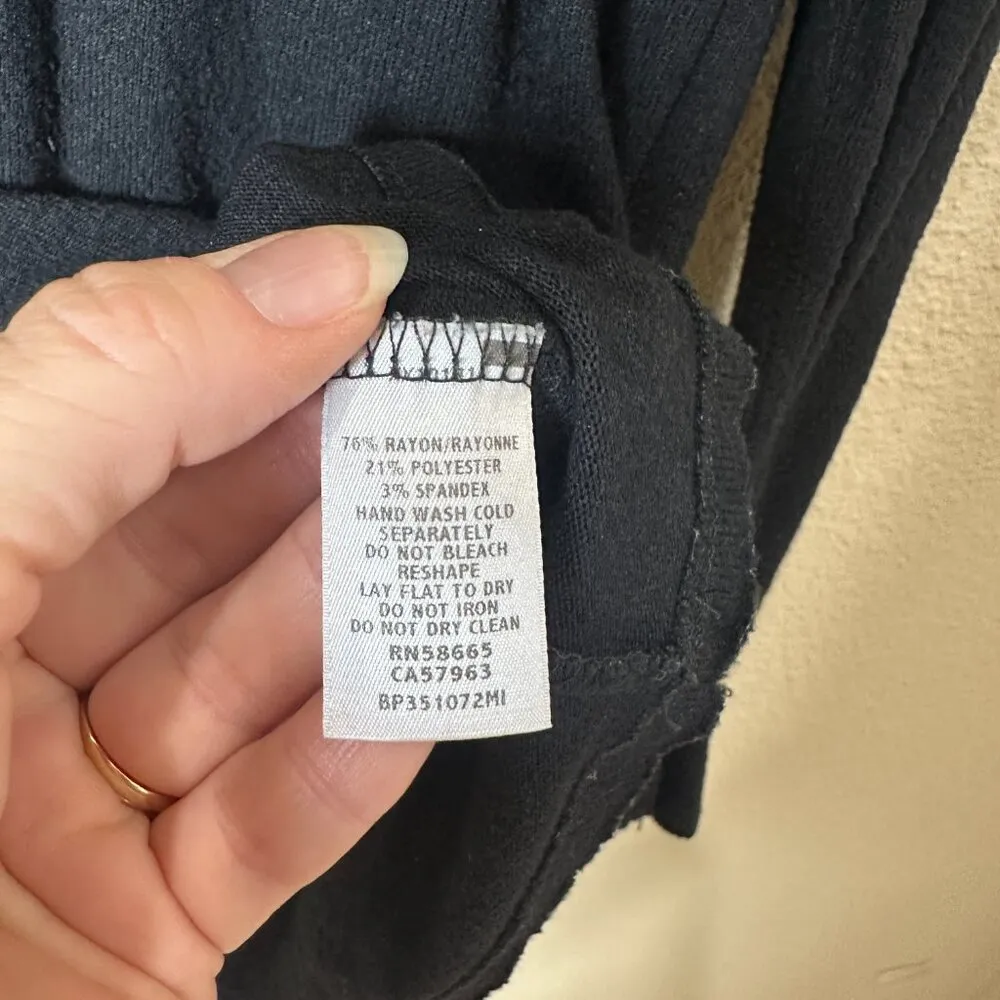 76% RAYON/RAYONNE
21% POLYESTER
3% SPANDEX
HAND WASH COLD
SEPARATELY
DO NOT BLEACH
RESHAPE
LAY FLAT TO DRY
DO NOT IRON
DO NOT DRY CLEAN
RN58665
CA57963
BP351072MI